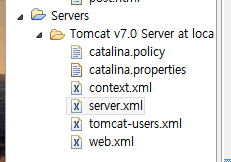 Servers
Tomcat v7.0 Server at loca
catalina.policy
catalina.properties
context.xml
server.xml
tomcat-users.xml
web.xml